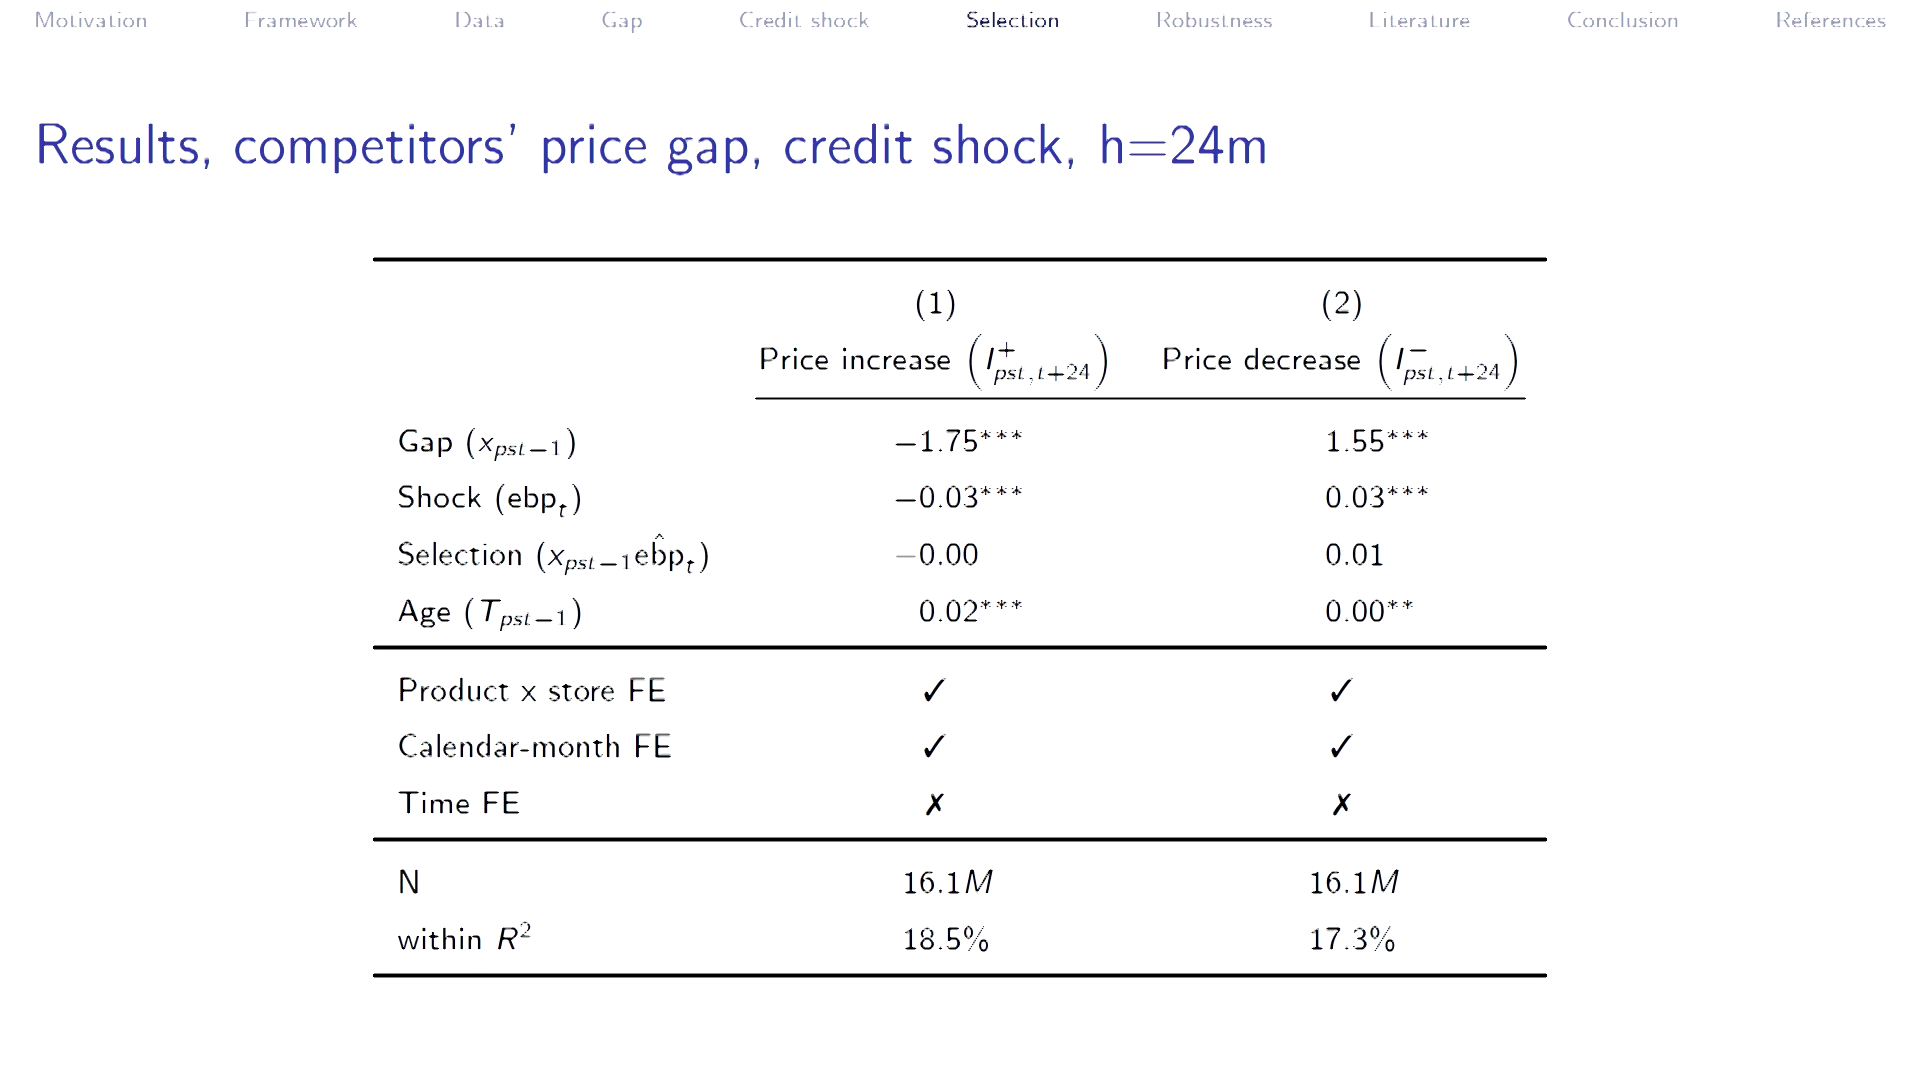 Motivation Framework Data Gap Credit shock Selection Robustness Literature Conclusion References
Results, competitors' price gap, credit shock, h=24m
(1) (2)
Price increase (I⁺pst,t+24) Price decrease (I⁻pst,t+24)
Gap (xpst−1) −1.75*** 1.55***
Shock (ebpt) −0.03*** 0.03***
Selection (xpst−1eb̂pt) −0.00 0.01
Age (Tpst−1) 0.02*** 0.00**
Product x store FE ✓ ✓
Calendar-month FE ✓ ✓
Time FE ✗ ✗
N 16.1M 16.1M
within R² 18.5% 17.3%